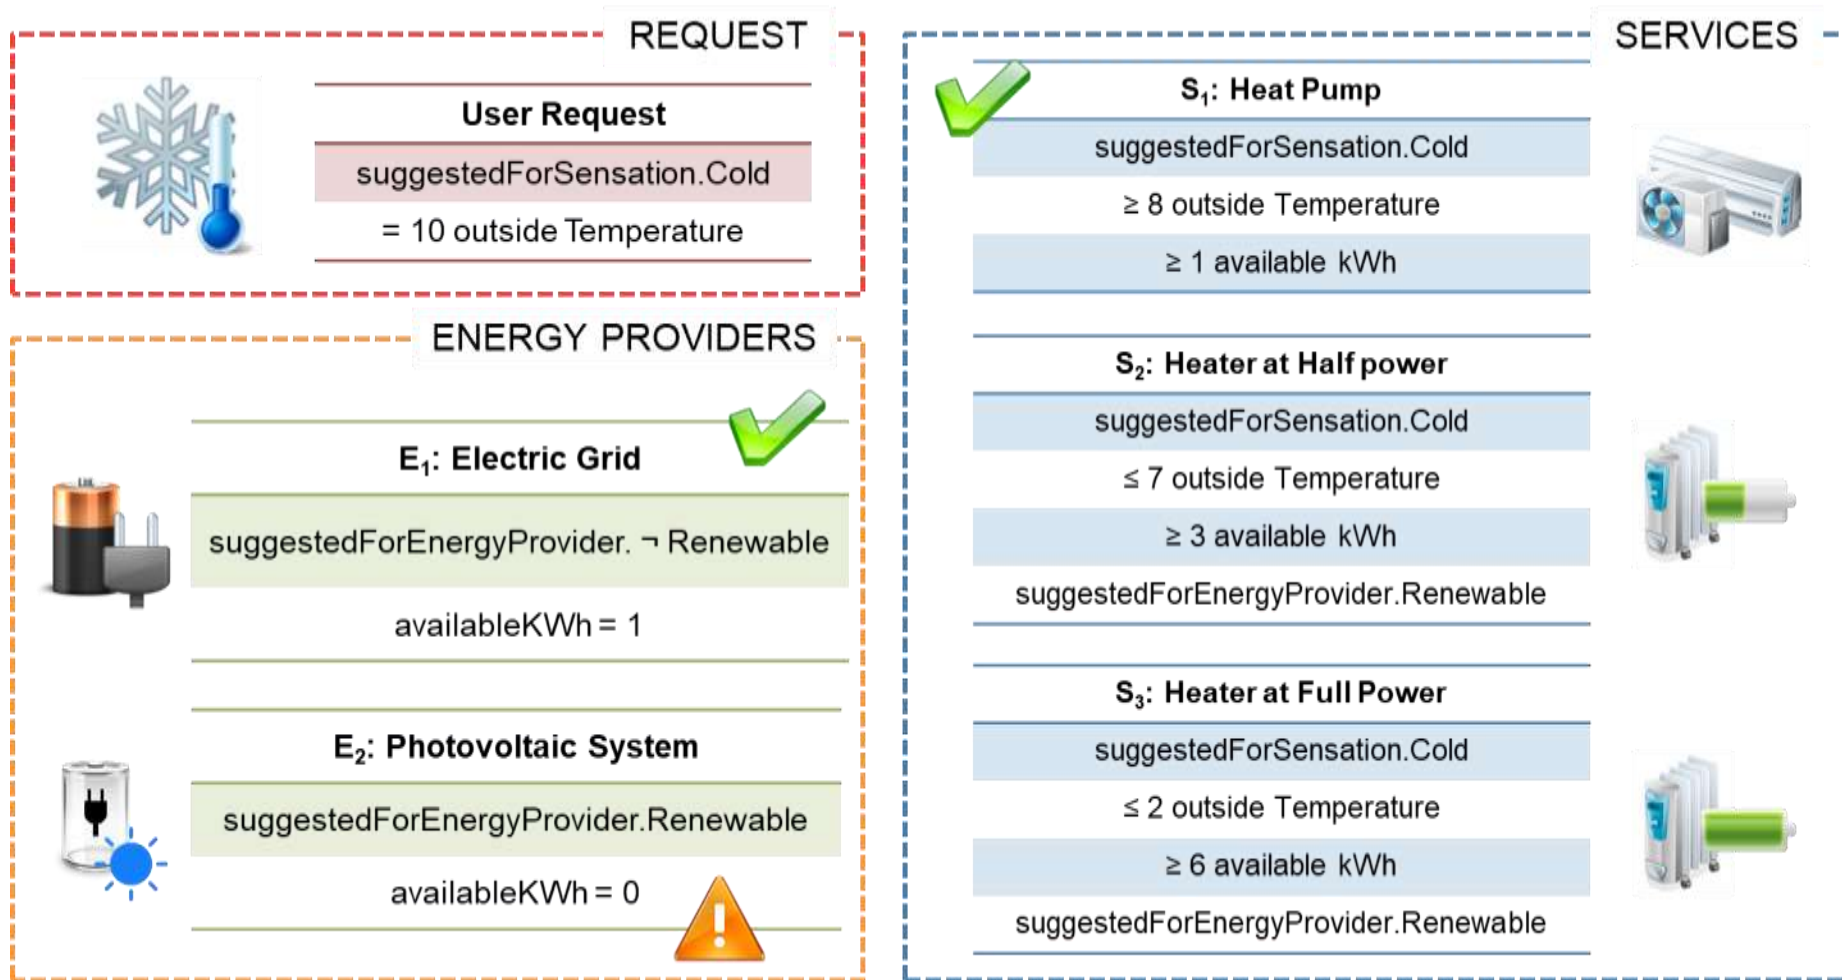 REQUEST
User Request
suggestedForSensation.Cold
= 10 outside Temperature
ENERGY PROVIDERS
E₁: Electric Grid
suggestedForEnergyProvider. ¬ Renewable
availableKWh = 1
E₂: Photovoltaic System
suggestedForEnergyProvider.Renewable
availableKWh = 0
SERVICES
S₁: Heat Pump
suggestedForSensation.Cold
≥ 8 outside Temperature
≥ 1 available kWh
S₂: Heater at Half power
suggestedForSensation.Cold
≤ 7 outside Temperature
≥ 3 available kWh
suggestedForEnergyProvider.Renewable
S₃: Heater at Full Power
suggestedForSensation.Cold
≤ 2 outside Temperature
≥ 6 available kWh
suggestedForEnergyProvider.Renewable